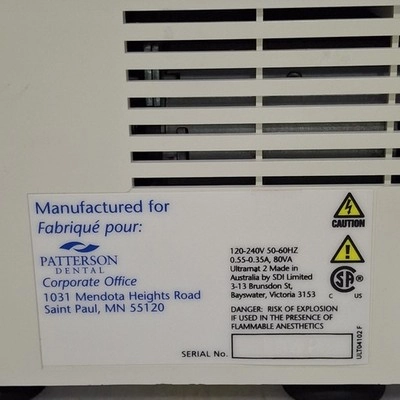 Manufactured for
Fabriqué pour:
PATTERSON
DENTAL
Corporate Office
1031 Mendota Heights Road
Saint Paul, MN 55120
120-240V 50-60HZ
0.55-0.35A, 80VA
Ultramat 2 Made in
Australia by SDI Limited
3-13 Brunsdon St,
Bayswater, Victoria 3153
DANGER: RISK OF EXPLOSION
IF USED IN THE PRESENCE OF
FLAMMABLE ANESTHETICS
SERIAL No.
CAUTION
!
SA
®
C US
ULT04102 F